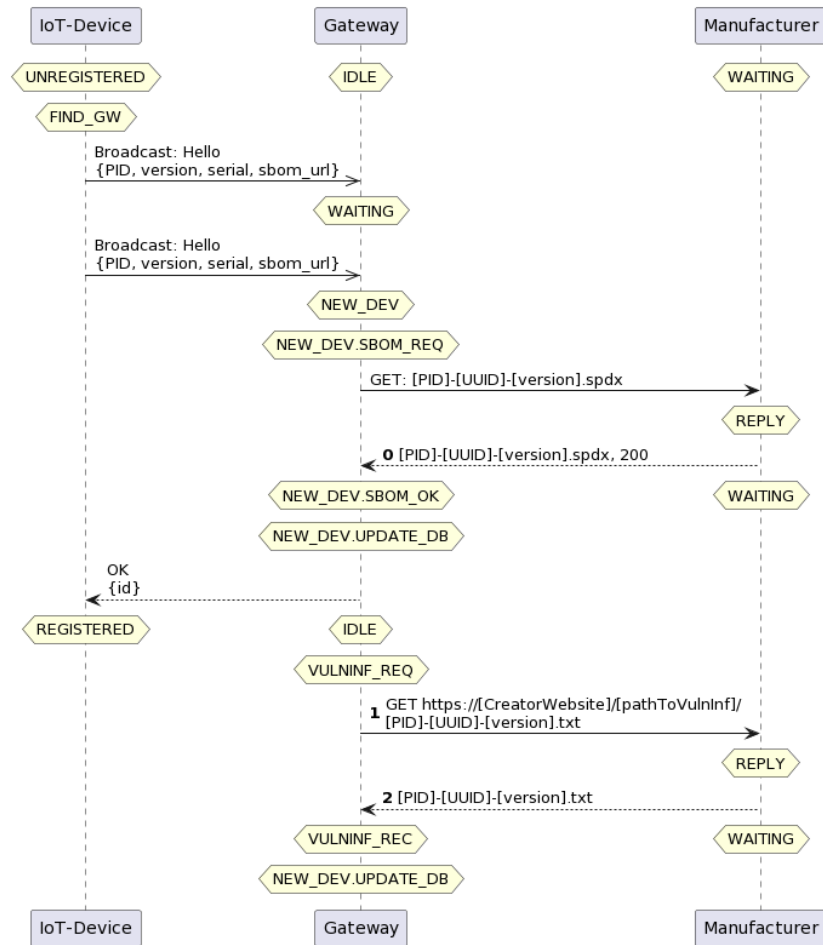 IoT-Device Gateway Manufacturer
UNREGISTERED IDLE WAITING
FIND_GW
Broadcast: Hello
{PID, version, serial, sbom_url}
WAITING
Broadcast: Hello
{PID, version, serial, sbom_url}
NEW_DEV
NEW_DEV.SBOM_REQ
GET: [PID]-[UUID]-[version].spdx
REPLY
0 [PID]-[UUID]-[version].spdx, 200
NEW_DEV.SBOM_OK WAITING
NEW_DEV.UPDATE_DB
OK
{id}
REGISTERED IDLE
VULNINF_REQ
1 GET https://[CreatorWebsite]/[pathToVulnInf]/
[PID]-[UUID]-[version].txt
REPLY
2 [PID]-[UUID]-[version].txt
VULNINF_REC WAITING
NEW_DEV.UPDATE_DB
IoT-Device Gateway Manufacturer